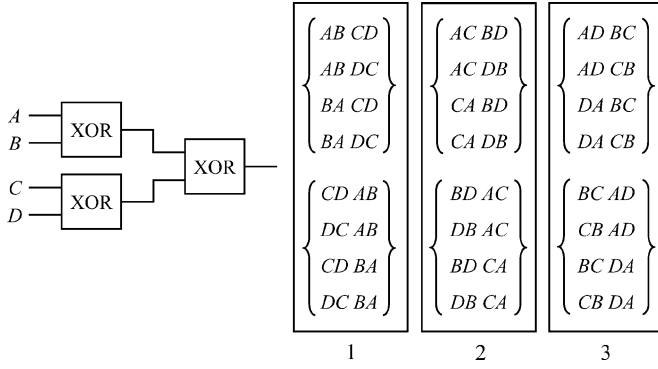 A
B
XOR
C
D
XOR
XOR
AB CD
AB DC
BA CD
BA DC
CD AB
DC AB
CD BA
DC BA
1
AC BD
AC DB
CA BD
CA DB
BD AC
DB AC
BD CA
DB CA
2
AD BC
AD CB
DA BC
DA CB
BC AD
CB AD
BC DA
CB DA
3